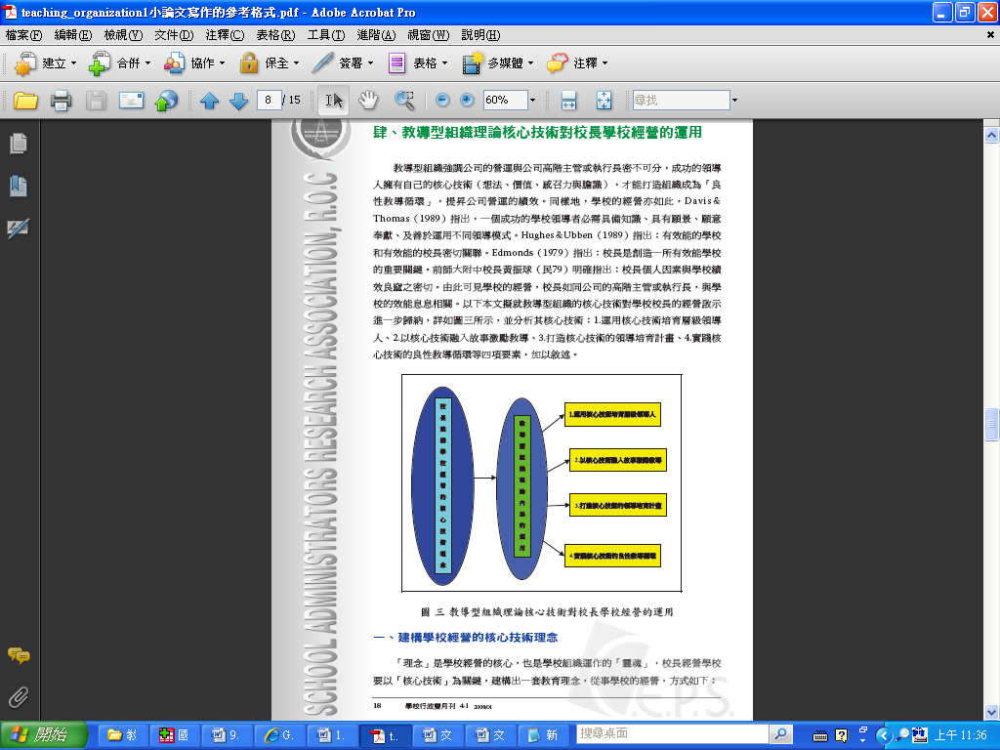 teaching_organization1小論文寫作的參考格式.pdf - Adobe Acrobat Pro
檔案(F) 編輯(E) 檢視(V) 文件(D) 注釋(C) 表格(R) 工具(T) 進階(A) 視窗(W) 說明(H)
建立 合併 協作 保全 簽署 表格 多媒體 注釋
8 / 15 60% 尋找
肆、教導型組織理論核心技術對校長學校經營的運用
教導型組織強調公司的營運與公司高階主管或執行長密不可分，成功的領導
人擁有自己的核心技術（想法、價值、感召力與膽識），才能打造組織成為「良
性教導循環」，提昇公司營運的績效。同樣地，學校的經營亦如此，Davis &
Thomas（1989）指出，一個成功的學校領導者必需具備知識、具有願景、願意
奉獻、及善於運用不同領導模式。Hughes & Ubben（1989）指出：有效能的學校
和有效能的校長密切關聯。Edmonds（1979）指出：校長是創造一所有效能學校
的重要關鍵。前師大附中校長黃振球（民79）明確指出：校長個人因素與學校績
效良窳之密切。由此可見學校的經營，校長如同公司的高階主管或執行長，與學
校的效能息息相關。以下本文擬就教導型組織的核心技術對學校校長的經營啟示
進一步歸納，詳如圖三所示，並分析其核心技術：1.運用核心技術培育層級領導
人、2.以核心技術融入故事激勵教導、3.打造核心技術的領導培育計畫、4.實踐核
心技術的良性教導循環等四項要素，加以敘述。
校長建構學校經營的核心技術理念
教導型組織理論內涵的運用
1.運用核心技術培育層級領導人
2.以核心技術融入故事激勵教導
3.打造核心技術的領導培育計畫
4.實踐核心技術的良性教導循環
圖 三 教導型組織理論核心技術對校長學校經營的運用
一、建構學校經營的核心技術理念
「理念」是學校經營的核心，也是學校組織運作的「靈魂」，校長經營學校
要以「核心技術」為關鍵，建構出一套教育理念，從事學校的經營，方式如下：
18 學校行政雙月刊 41 2006/01
SCHOOL ADMINISTRATORS RESEARCH ASSOCIATION, R.O.C
C.E.P.S.
開始 教 區 9. G. 1. t.. 文 文 新 搜尋桌面 上午 11:36